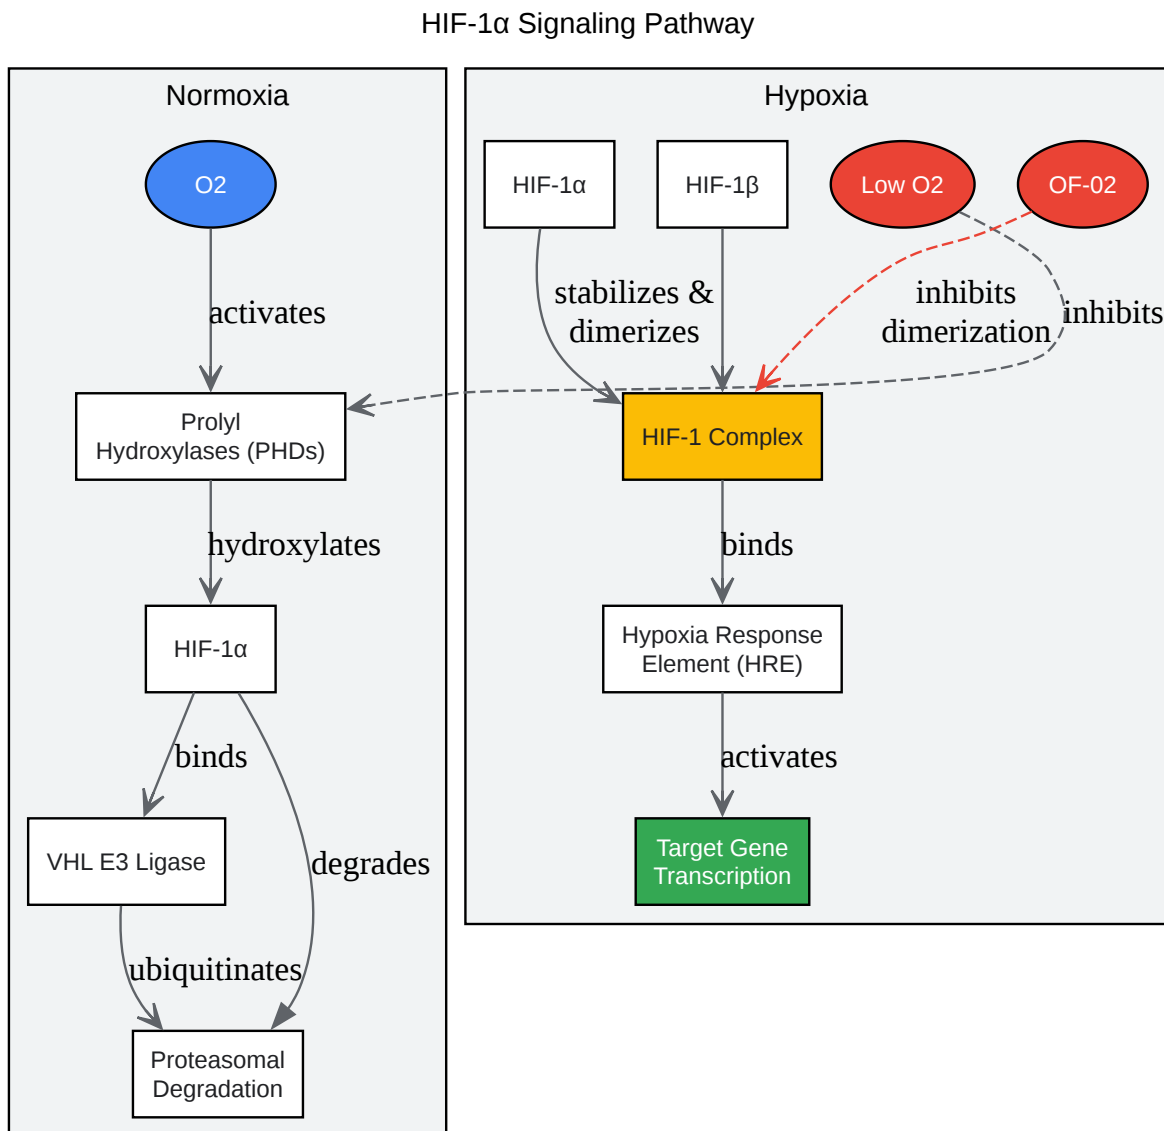 HIF-1α Signaling Pathway
Normoxia
O2
activates
Prolyl
Hydroxylases (PHDs)
hydroxylates
HIF-1α
binds
VHL E3 Ligase
degrades
ubiquitinates
Proteasomal
Degradation
Hypoxia
HIF-1α
HIF-1β
Low O2
OF-02
stabilizes &
dimerizes
inhibits
dimerization
inhibits
HIF-1 Complex
binds
Hypoxia Response
Element (HRE)
activates
Target Gene
Transcription